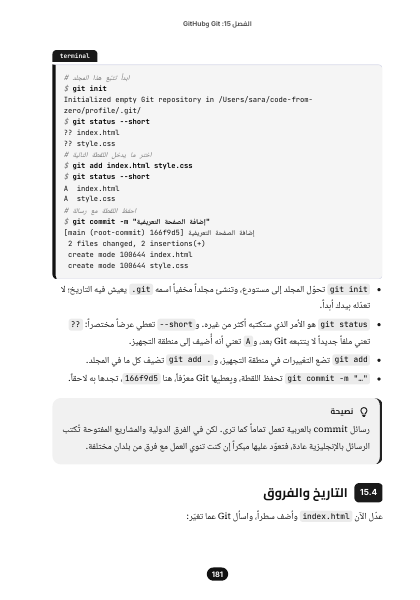 الفصل 15: Git وGitHub
terminal
# ابدأ تتبّع هذا المجلد
$ git init
Initialized empty Git repository in /Users/sara/code-from-
zero/profile/.git/
$ git status --short
?? index.html
?? style.css
# اختر ما يدخل اللقطة التالية
$ git add index.html style.css
$ git status --short
A  index.html
A  style.css
# احفظ اللقطة مع رسالة
$ git commit -m "إضافة الصفحة التعريفية"
[main (root-commit) 166f9d5] إضافة الصفحة التعريفية
 2 files changed, 2 insertions(+)
 create mode 100644 index.html
 create mode 100644 style.css
• git init تحوّل المجلد إلى مستودع، وتنشئ مجلداً مخفياً اسمه .git يعيش فيه التاريخ؛ لا
تعدّله بيدك أبداً.
• git status هو الأمر الذي ستكتبه أكثر من غيره. و --short تعطي عرضاً مختصراً: ??
تعني ملفاً جديداً لا يتتبعه Git بعد، و A تعني أنه أُضيف إلى منطقة التجهيز.
• git add تضع التغييرات في منطقة التجهيز، و git add . تضيف كل ما في المجلد.
• git commit -m "…" تحفظ اللقطة، ويعطيها Git معرّفاً، هنا 166f9d5، تجدها به لاحقاً.
نصيحة
رسائل commit بالعربية تعمل تماماً كما ترى. لكن في الفرق الدولية والمشاريع المفتوحة تُكتب
الرسائل بالإنجليزية عادة، فتعوّد عليها مبكراً إن كنت تنوي العمل مع فرق من بلدان مختلفة.
15.4 التاريخ والفروق
عدّل الآن index.html وأضف سطراً، واسأل Git عما تغيّر:
181